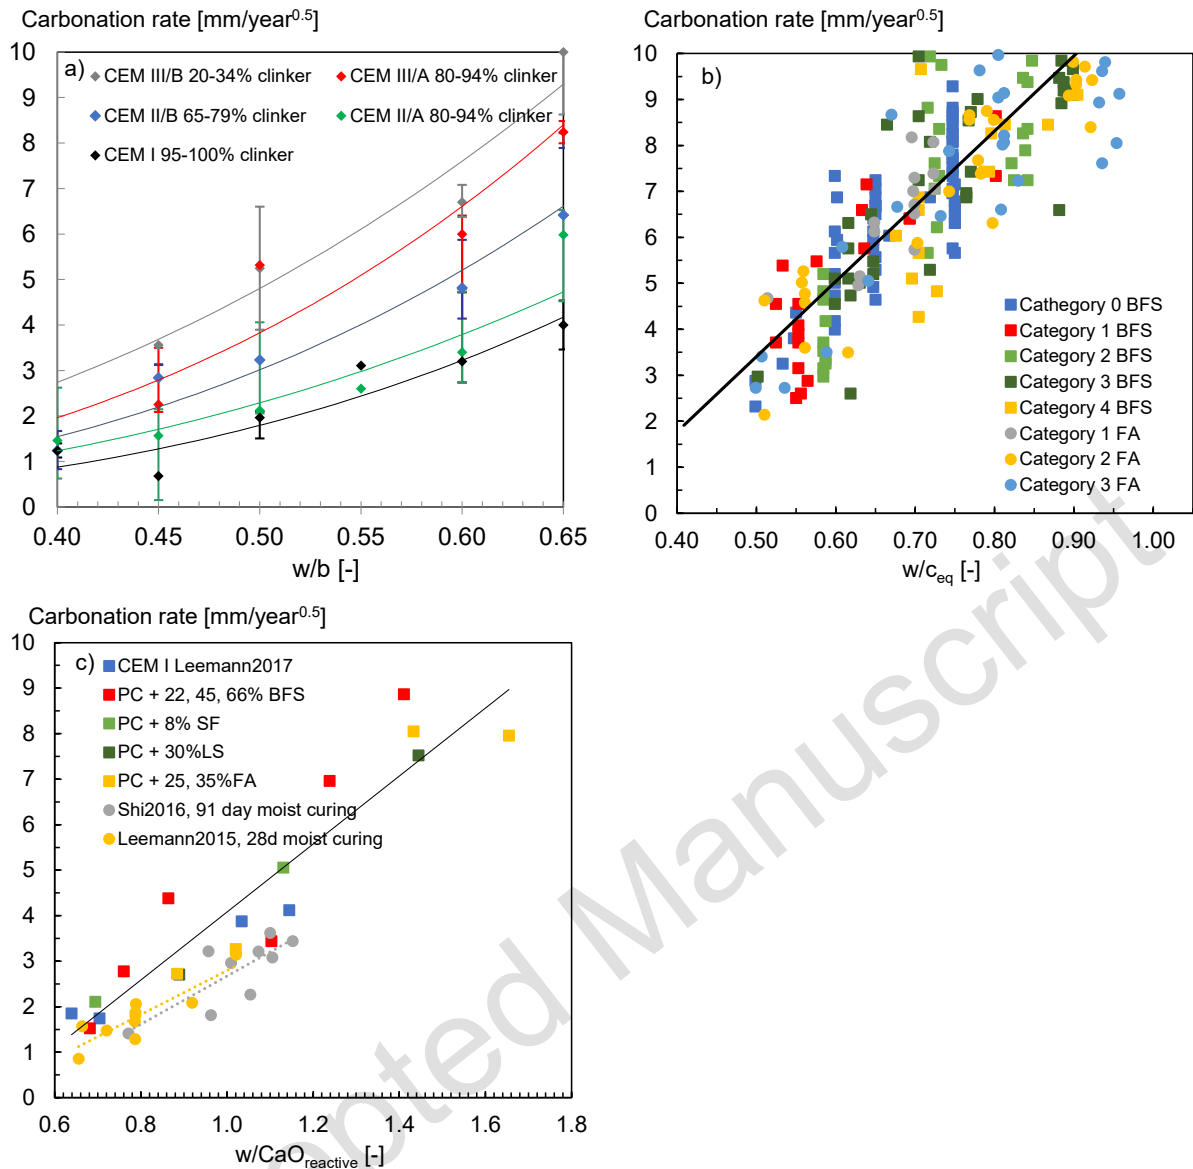 Carbonation rate [mm/year0.5]
10
9
8
7
6
5
4
3
2
1
0
a)
CEM III/B 20-34% clinker
CEM III/A 80-94% clinker
CEM II/B 65-79% clinker
CEM II/A 80-94% clinker
CEM I 95-100% clinker
0.40 0.45 0.50 0.55 0.60 0.65
w/b [-]
Carbonation rate [mm/year0.5]
10
9
8
7
6
5
4
3
2
1
0
b)
Cathegory 0 BFS
Category 1 BFS
Category 2 BFS
Category 3 BFS
Category 4 BFS
Category 1 FA
Category 2 FA
Category 3 FA
0.40 0.50 0.60 0.70 0.80 0.90 1.00
w/ceq [-]
Carbonation rate [mm/year0.5]
10
9
8
7
6
5
4
3
2
1
0
c)
CEM I Leemann2017
PC + 22, 45, 66% BFS
PC + 8% SF
PC + 30%LS
PC + 25, 35%FA
Shi2016, 91 day moist curing
Leemann2015, 28d moist curing
0.6 0.8 1.0 1.2 1.4 1.6 1.8
w/CaOreactive [-]
epted Manuscript